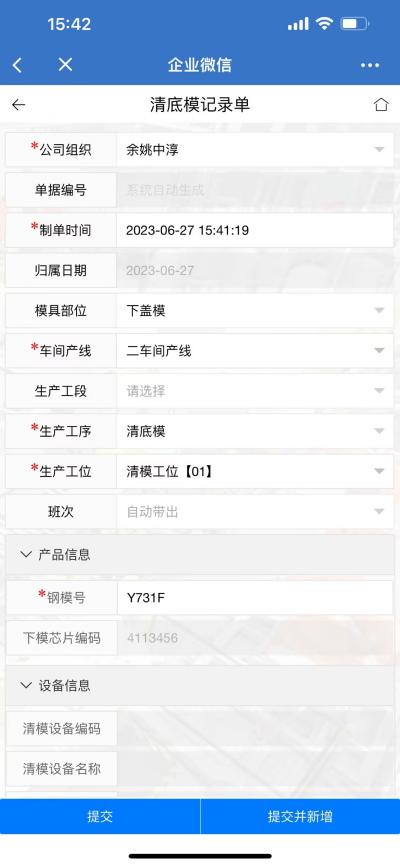 15:42
企业微信
清底模记录单
*公司组织 余姚中淳
单据编号 系统自动生成
*制单时间 2023-06-27 15:41:19
归属日期 2023-06-27
模具部位 下盖模
*车间产线 二车间产线
生产工段 请选择
*生产工序 清底模
*生产工位 清模工位【01】
班次 自动带出
产品信息
*钢模号 Y731F
下模芯片编码 4113456
设备信息
清模设备编码
清模设备名称
提交 提交并新增